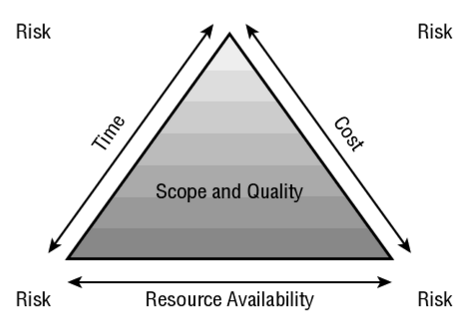 Risk
Risk
Time
Cost
Scope and Quality
Risk
Resource Availability
Risk